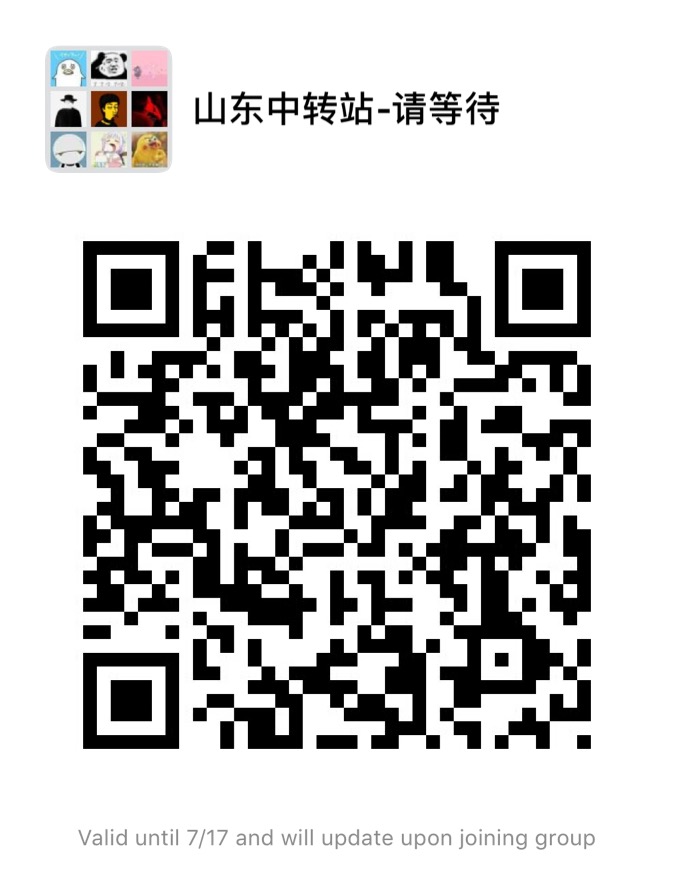 山东中转站-请等待
Valid until 7/17 and will update upon joining group